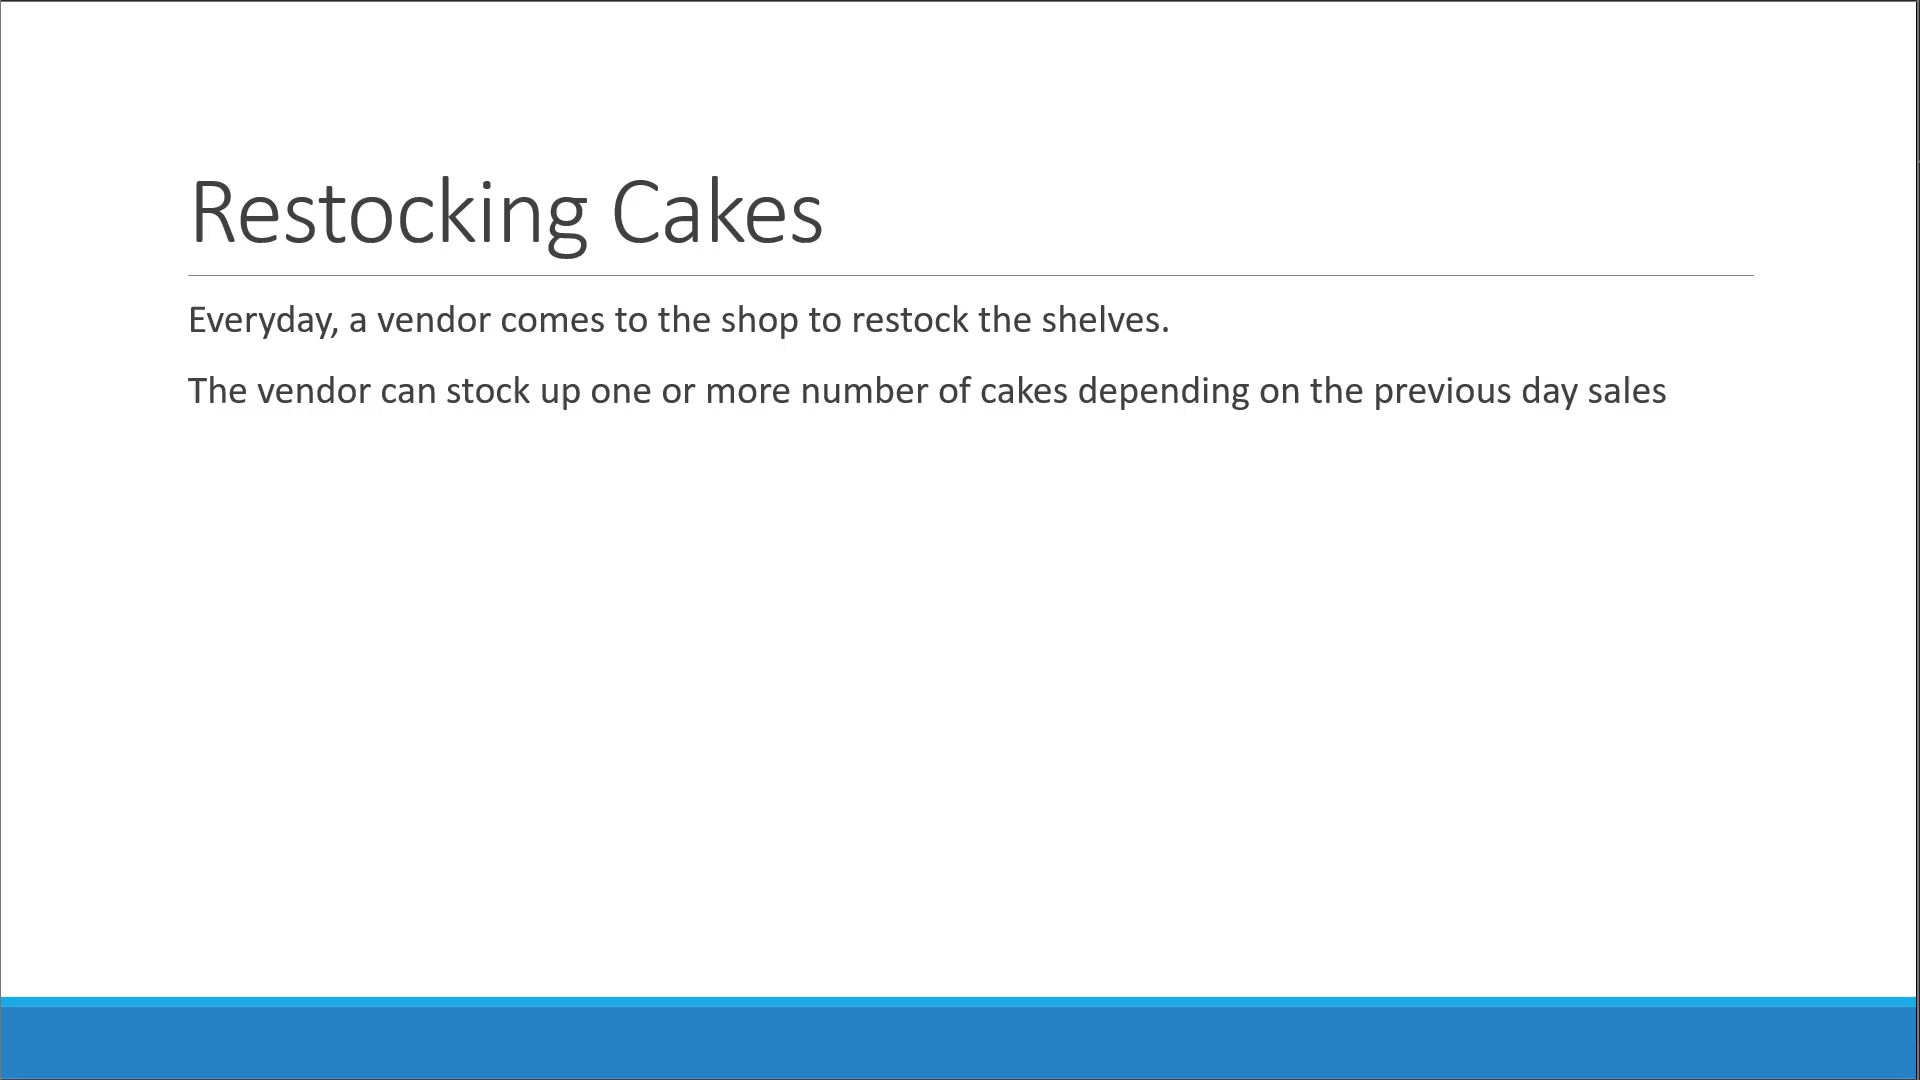 Restocking Cakes
Everyday, a vendor comes to the shop to restock the shelves.
The vendor can stock up one or more number of cakes depending on the previous day sales